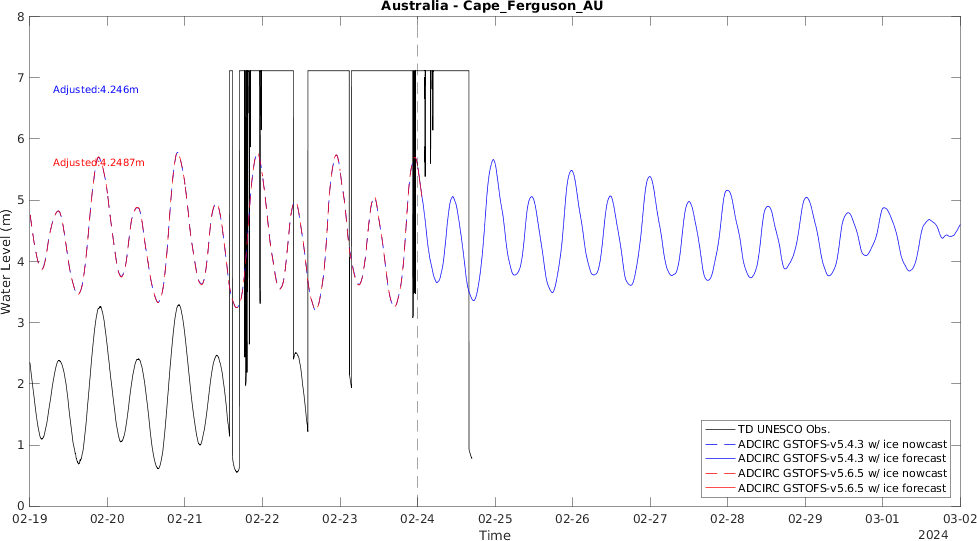 Australia - Cape_Ferguson_AU
8
7
6
5
4
3
2
1
0
Water Level (m)
Adjusted:4.246m
Adjusted:4.2487m
TD UNESCO Obs.
ADCIRC GSTOFS-v5.4.3 w/ ice nowcast
ADCIRC GSTOFS-v5.4.3 w/ ice forecast
ADCIRC GSTOFS-v5.6.5 w/ ice nowcast
ADCIRC GSTOFS-v5.6.5 w/ ice forecast
02-19 02-20 02-21 02-22 02-23 02-24 02-25 02-26 02-27 02-28 02-29 03-01 03-02
Time
2024